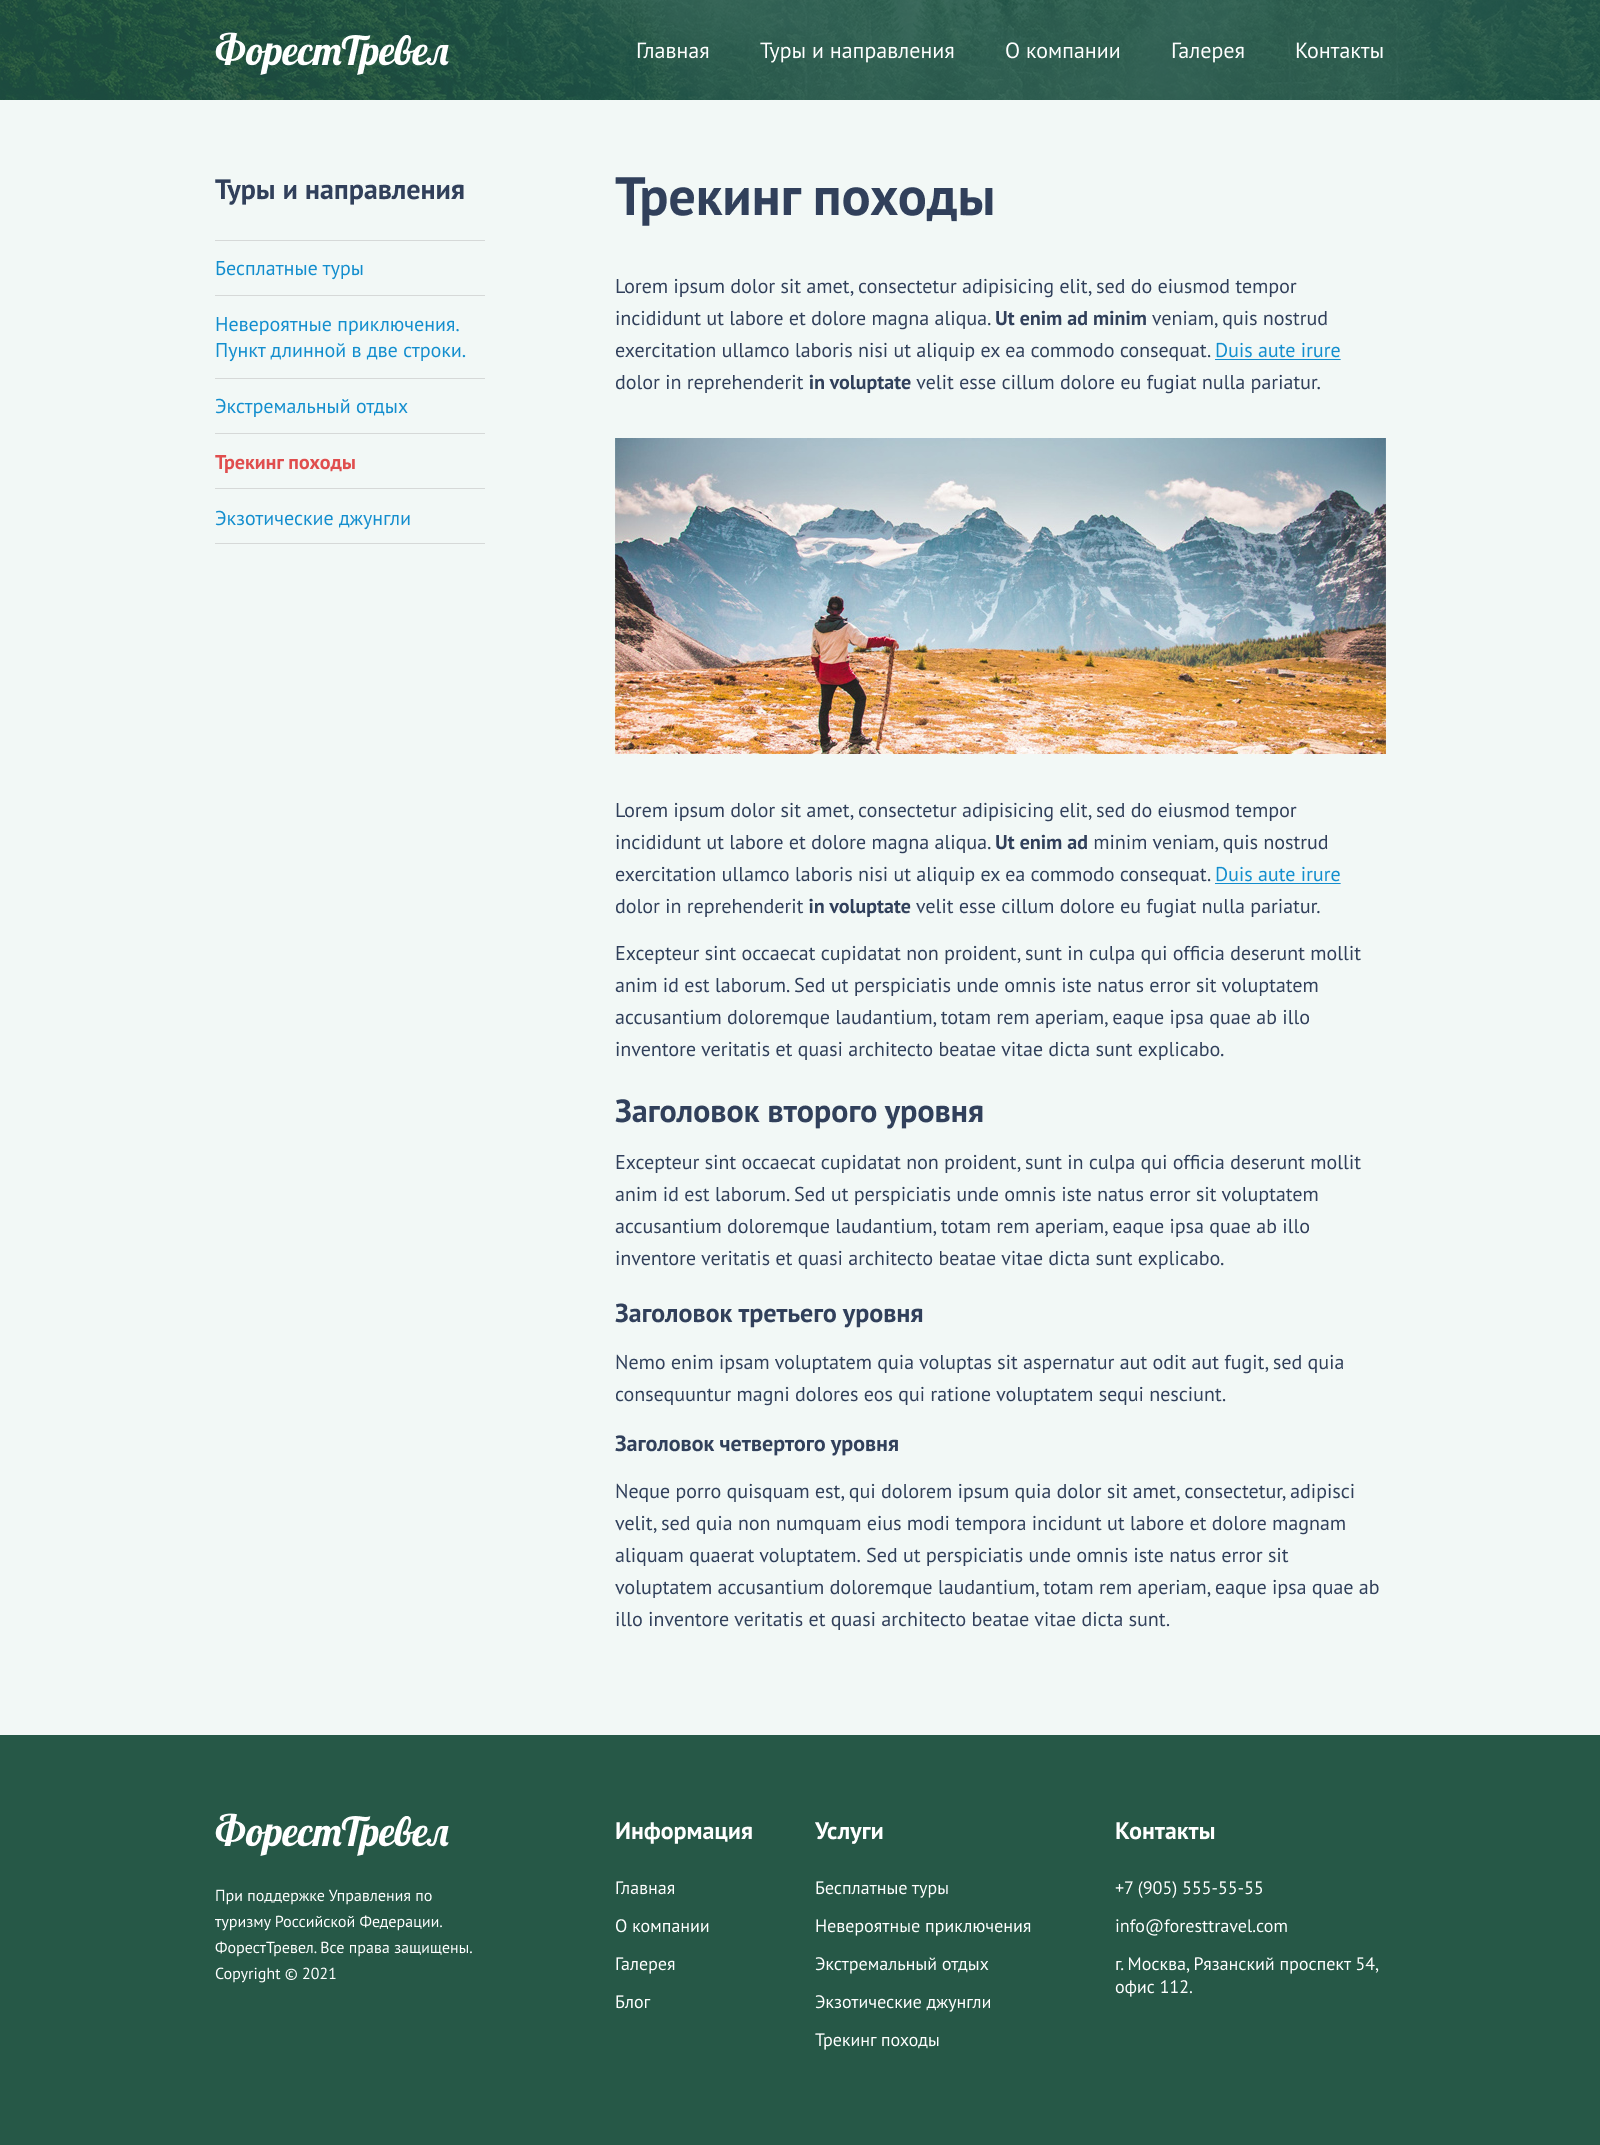 ФорестТревел
Главная Туры и направления О компании Галерея Контакты
Туры и направления
Бесплатные туры
Невероятные приключения.
Пункт длинной в две строки.
Экстремальный отдых
Трекинг походы
Экзотические джунгли
Трекинг походы
Lorem ipsum dolor sit amet, consectetur adipisicing elit, sed do eiusmod tempor
incididunt ut labore et dolore magna aliqua. Ut enim ad minim veniam, quis nostrud
exercitation ullamco laboris nisi ut aliquip ex ea commodo consequat. Duis aute irure
dolor in reprehenderit in voluptate velit esse cillum dolore eu fugiat nulla pariatur.
Lorem ipsum dolor sit amet, consectetur adipisicing elit, sed do eiusmod tempor
incididunt ut labore et dolore magna aliqua. Ut enim ad minim veniam, quis nostrud
exercitation ullamco laboris nisi ut aliquip ex ea commodo consequat. Duis aute irure
dolor in reprehenderit in voluptate velit esse cillum dolore eu fugiat nulla pariatur.
Excepteur sint occaecat cupidatat non proident, sunt in culpa qui officia deserunt mollit
anim id est laborum. Sed ut perspiciatis unde omnis iste natus error sit voluptatem
accusantium doloremque laudantium, totam rem aperiam, eaque ipsa quae ab illo
inventore veritatis et quasi architecto beatae vitae dicta sunt explicabo.
Заголовок второго уровня
Excepteur sint occaecat cupidatat non proident, sunt in culpa qui officia deserunt mollit
anim id est laborum. Sed ut perspiciatis unde omnis iste natus error sit voluptatem
accusantium doloremque laudantium, totam rem aperiam, eaque ipsa quae ab illo
inventore veritatis et quasi architecto beatae vitae dicta sunt explicabo.
Заголовок третьего уровня
Nemo enim ipsam voluptatem quia voluptas sit aspernatur aut odit aut fugit, sed quia
consequuntur magni dolores eos qui ratione voluptatem sequi nesciunt.
Заголовок четвертого уровня
Neque porro quisquam est, qui dolorem ipsum quia dolor sit amet, consectetur, adipisci
velit, sed quia non numquam eius modi tempora incidunt ut labore et dolore magnam
aliquam quaerat voluptatem. Sed ut perspiciatis unde omnis iste natus error sit
voluptatem accusantium doloremque laudantium, totam rem aperiam, eaque ipsa quae ab
illo inventore veritatis et quasi architecto beatae vitae dicta sunt.
ФорестТревел
При поддержке Управления по
туризму Российской Федерации.
ФорестТревел. Все права защищены.
Copyright © 2021
Информация
Главная
О компании
Галерея
Блог
Услуги
Бесплатные туры
Невероятные приключения
Экстремальный отдых
Экзотические джунгли
Трекинг походы
Контакты
+7 (905) 555-55-55
info@foresttravel.com
г. Москва, Рязанский проспект 54,
офис 112.